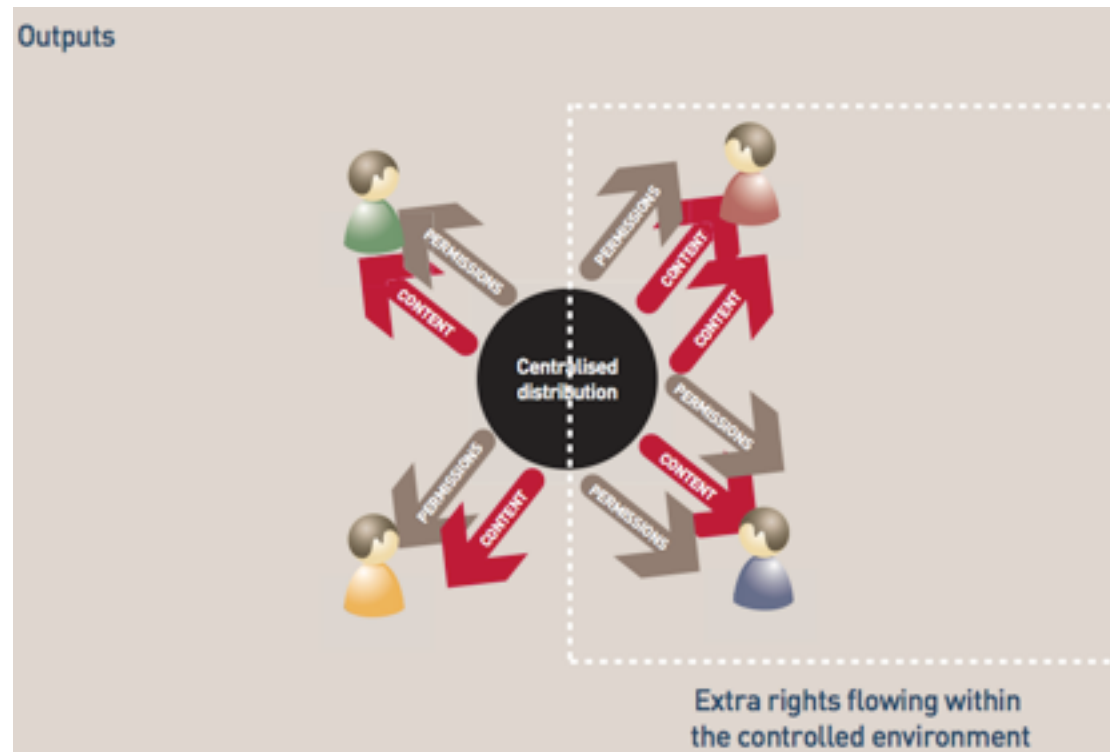 Outputs
PERMISSIONS
CONTENT
PERMISSIONS
CONTENT
CONTENT
Centralised
distribution
PERMISSIONS
CONTENT
PERMISSIONS
CONTENT
PERMISSIONS
Extra rights flowing within
the controlled environment